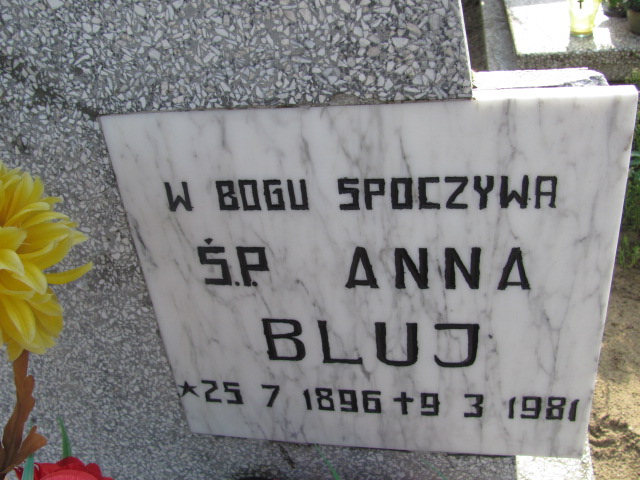 W BOGU SPOCZYWA
Ś.P. ANNA
BLUJ
*25 7 1896 +9 3 1981